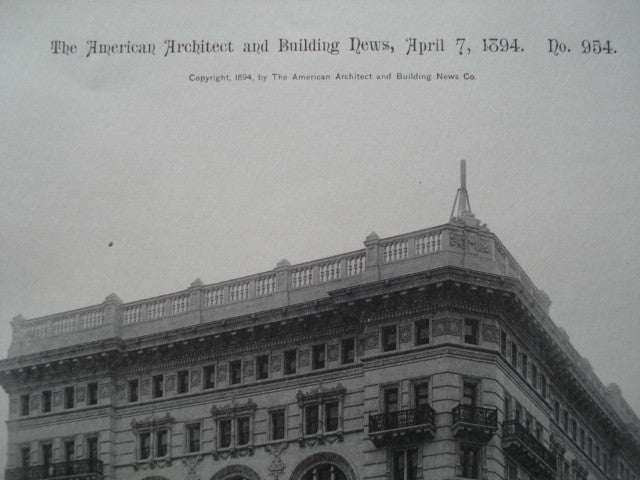 The American Architect and Building News, April 7, 1894. No. 954.
Copyright, 1894, by The American Architect and Building News Co.